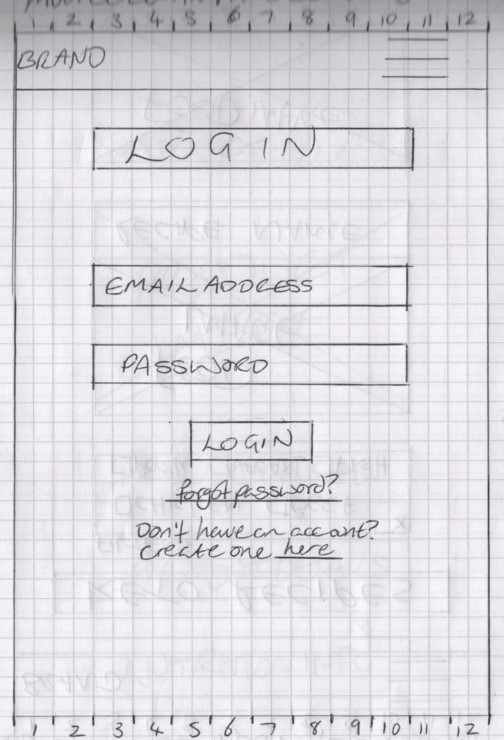 1 2 3 4 5 6 7 8 9 10 11 12
BRAND
LOGIN
EMAIL ADDRESS
PASSWORD
LOGIN
forgot password?
Don't have an account?
create one here
1 2 3 4 5 6 7 8 9 10 11 12